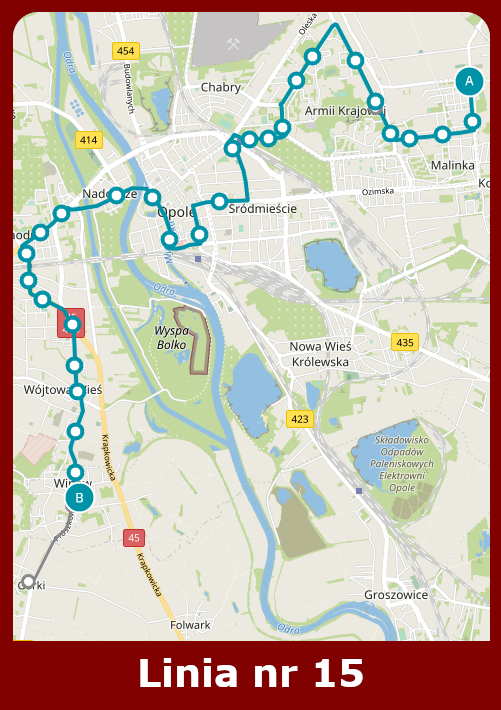 Odra
454
Budowlanych
Oleska
Chabry
A
Armii Krajowej
414
Malinka
Ozimska
Opole
Śródmieście
Odra
Wyspa
Bolko
Nowa Wieś
Królewska
435
Wójtowa Wieś
423
Krapkowicka
Składowisko
Odpadów
Paleniskowych
Elektrowni
Opole
B
45
Krapkowicka
Groszowice
Folwark
Odra
Linia nr 15